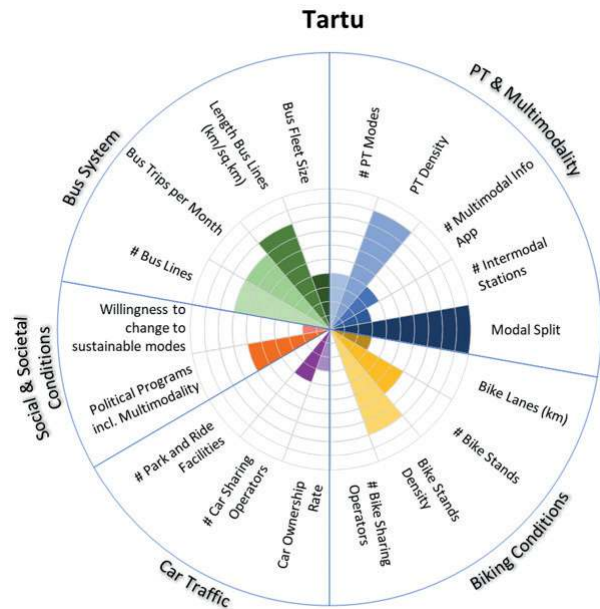 Tartu
PT & Multimodality
# PT Modes
PT Density
# Multimodal Info
App
# Intermodal
Stations
Modal Split
Biking Conditions
Bike Lanes (km)
# Bike Stands
Bike Stands
Density
# Bike Sharing
Operators
Car Traffic
Car Ownership
Rate
# Car Sharing
Operators
# Park and Ride
Facilities
Social & Societal
Conditions
Political Programs
incl. Multimodality
Willingness to
change to
sustainable modes
Bus System
# Bus Lines
Bus Trips per Month
Length Bus Lines
(km/sq.km)
Bus Fleet Size